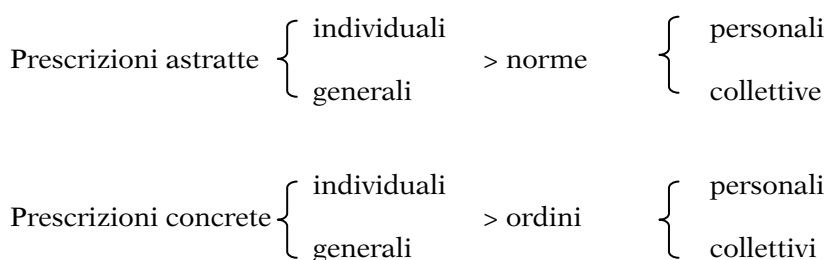 individuali personali
Prescrizioni astratte > norme
generali collettive
individuali personali
Prescrizioni concrete > ordini
generali collettivi